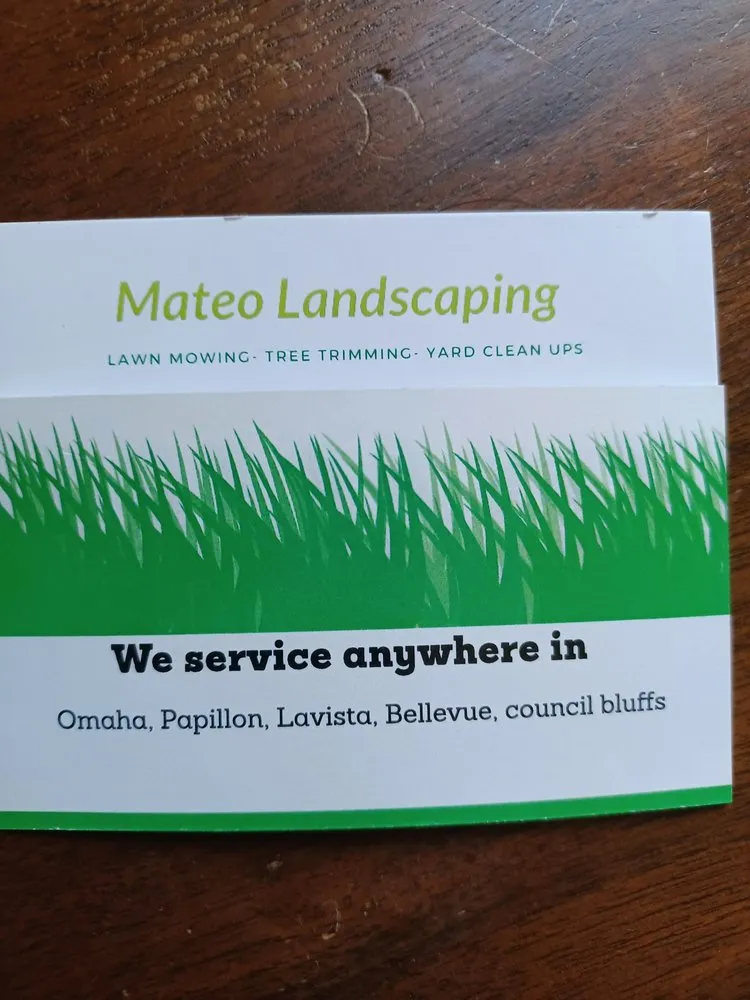 Mateo Landscaping
LAWN MOWING- TREE TRIMMING- YARD CLEAN UPS
We service anywhere in
Omaha, Papillon, Lavista, Bellevue, council bluffs